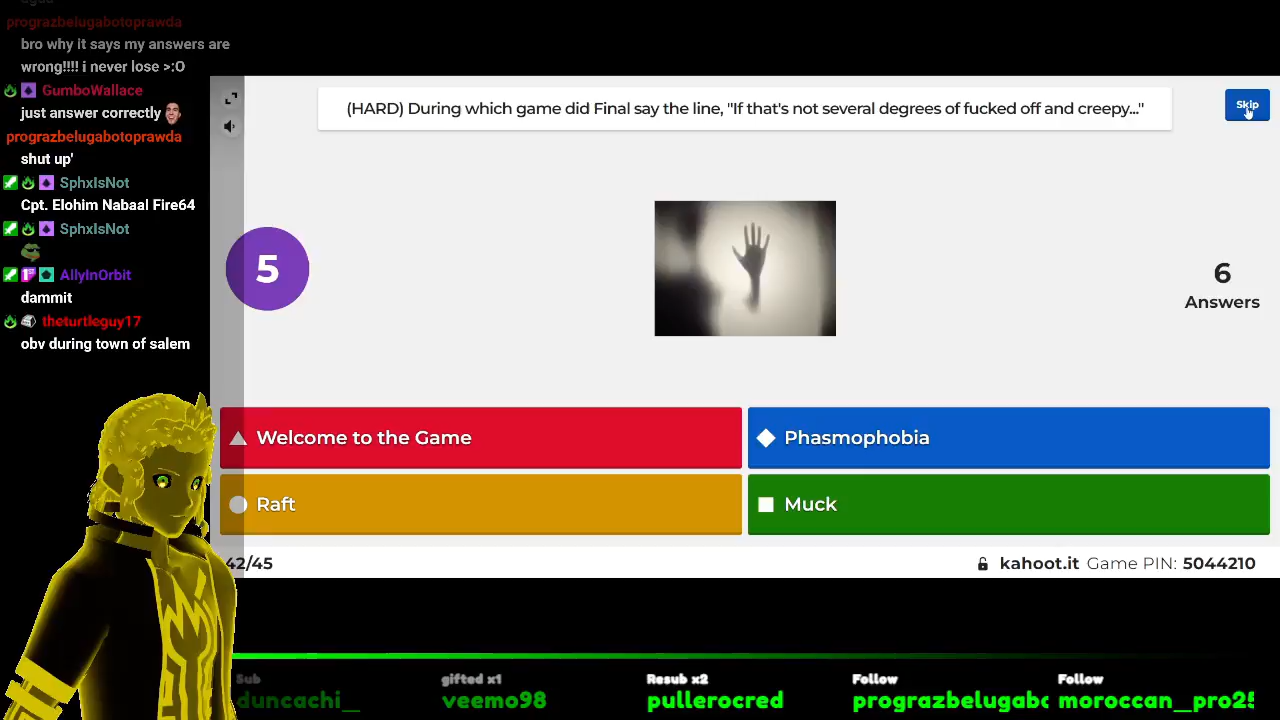 prograzbelugabotoprawda
bro why it says my answers are
wrong!!!! i never lose >:O
GumboWallace
just answer correctly
prograzbelugabotoprawda
shut up'
SphxIsNot
Cpt. Elohim Nabaal Fire64
SphxIsNot
AllyInOrbit
dammit
theturtleguy17
obv during town of salem
(HARD) During which game did Final say the line, "If that's not several degrees of fucked off and creepy..."
Skip
5
6
Answers
Welcome to the Game
Phasmophobia
Raft
Muck
42/45
kahoot.it Game PIN: 5044210
Sub
duncachi__
gifted x1
veemo98
Resub x2
pullerocred
Follow
prograzbelugabo
Follow
moroccan__pro25